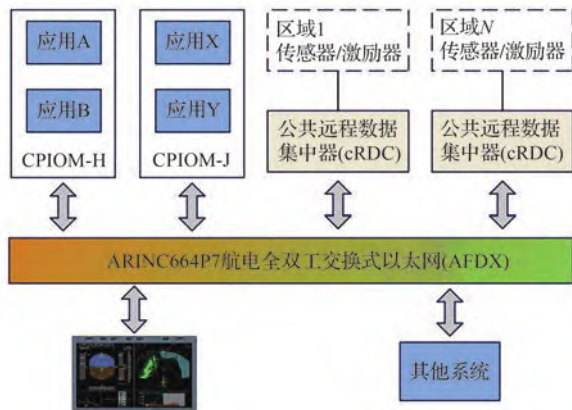 应用A
应用B
CPIOM-H
应用X
应用Y
CPIOM-J
区域1
传感器/激励器
公共远程数据
集中器(cRDC)
区域N
传感器/激励器
公共远程数据
集中器(cRDC)
ARINC664P7航电全双工交换式以太网(AFDX)
其他系统